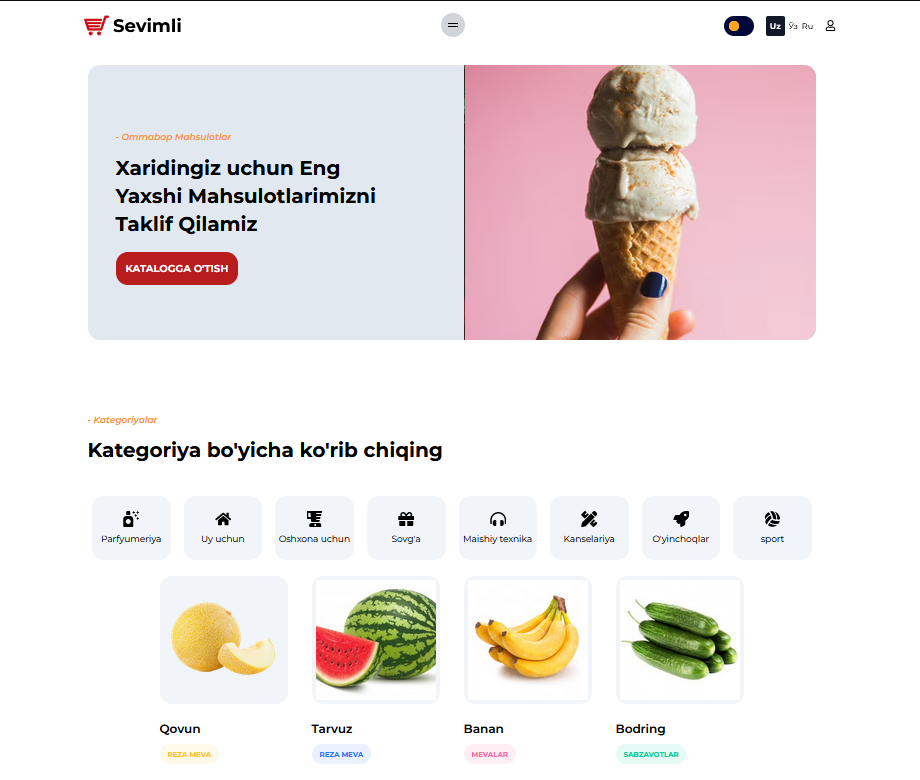 Sevimli
Uz Ўз Ru
- Ommabop Mahsulotlar
Xaridingiz uchun Eng
Yaxshi Mahsulotlarimizni
Taklif Qilamiz
KATALOGGA O'TISH
- Kategoriyalar
Kategoriya bo'yicha ko'rib chiqing
Parfyumeriya
Uy uchun
Oshxona uchun
Sovg'a
Maishiy texnika
Kanselariya
O'yinchoqlar
sport
Qovun
Tarvuz
Banan
Bodring
REZA MEVA
REZA MEVA
MEVALAR
SABZAVOTLAR